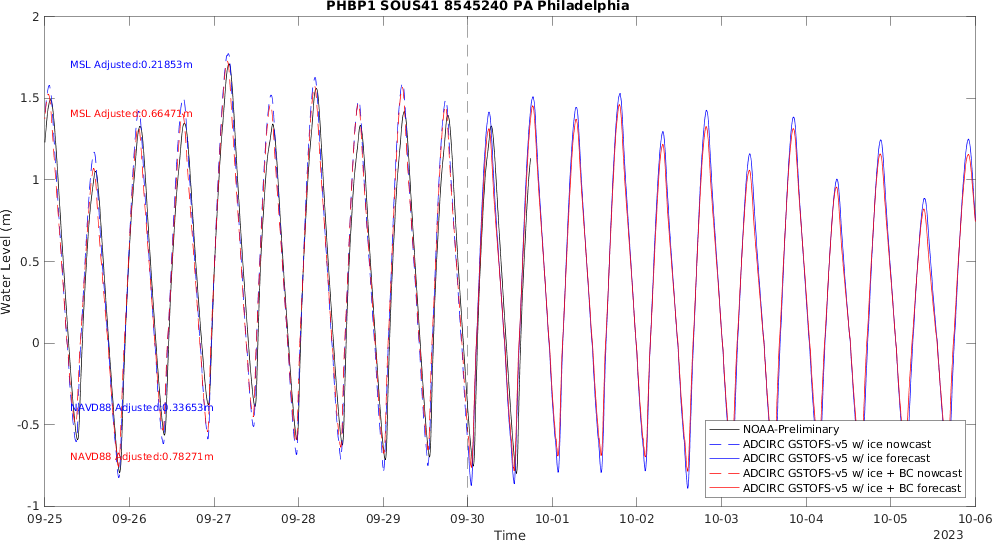 PHBP1 SOUS41 8545240 PA Philadelphia
2
1.5
1
0.5
0
-0.5
-1
Water Level (m)
MSL Adjusted:0.21853m
MSL Adjusted:0.66471m
NAVD88 Adjusted:0.33653m
NAVD88 Adjusted:0.78271m
NOAA-Preliminary
ADCIRC GSTOFS-v5 w/ ice nowcast
ADCIRC GSTOFS-v5 w/ ice forecast
ADCIRC GSTOFS-v5 w/ ice + BC nowcast
ADCIRC GSTOFS-v5 w/ ice + BC forecast
09-25 09-26 09-27 09-28 09-29 09-30 10-01 10-02 10-03 10-04 10-05 10-06
Time
2023